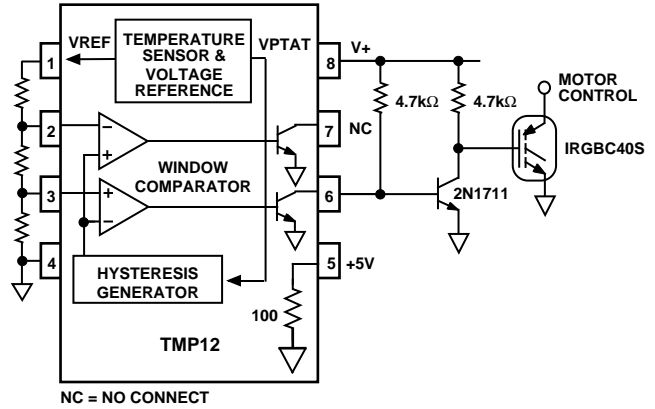 VREF
TEMPERATURE
SENSOR &
VOLTAGE
REFERENCE
VPTAT
1
2
3
4
8
7
6
5
V+
NC
+5V
4.7kΩ
4.7kΩ
MOTOR
CONTROL
IRGBC40S
2N1711
−
+
+
−
WINDOW
COMPARATOR
HYSTERESIS
GENERATOR
100
TMP12
NC = NO CONNECT